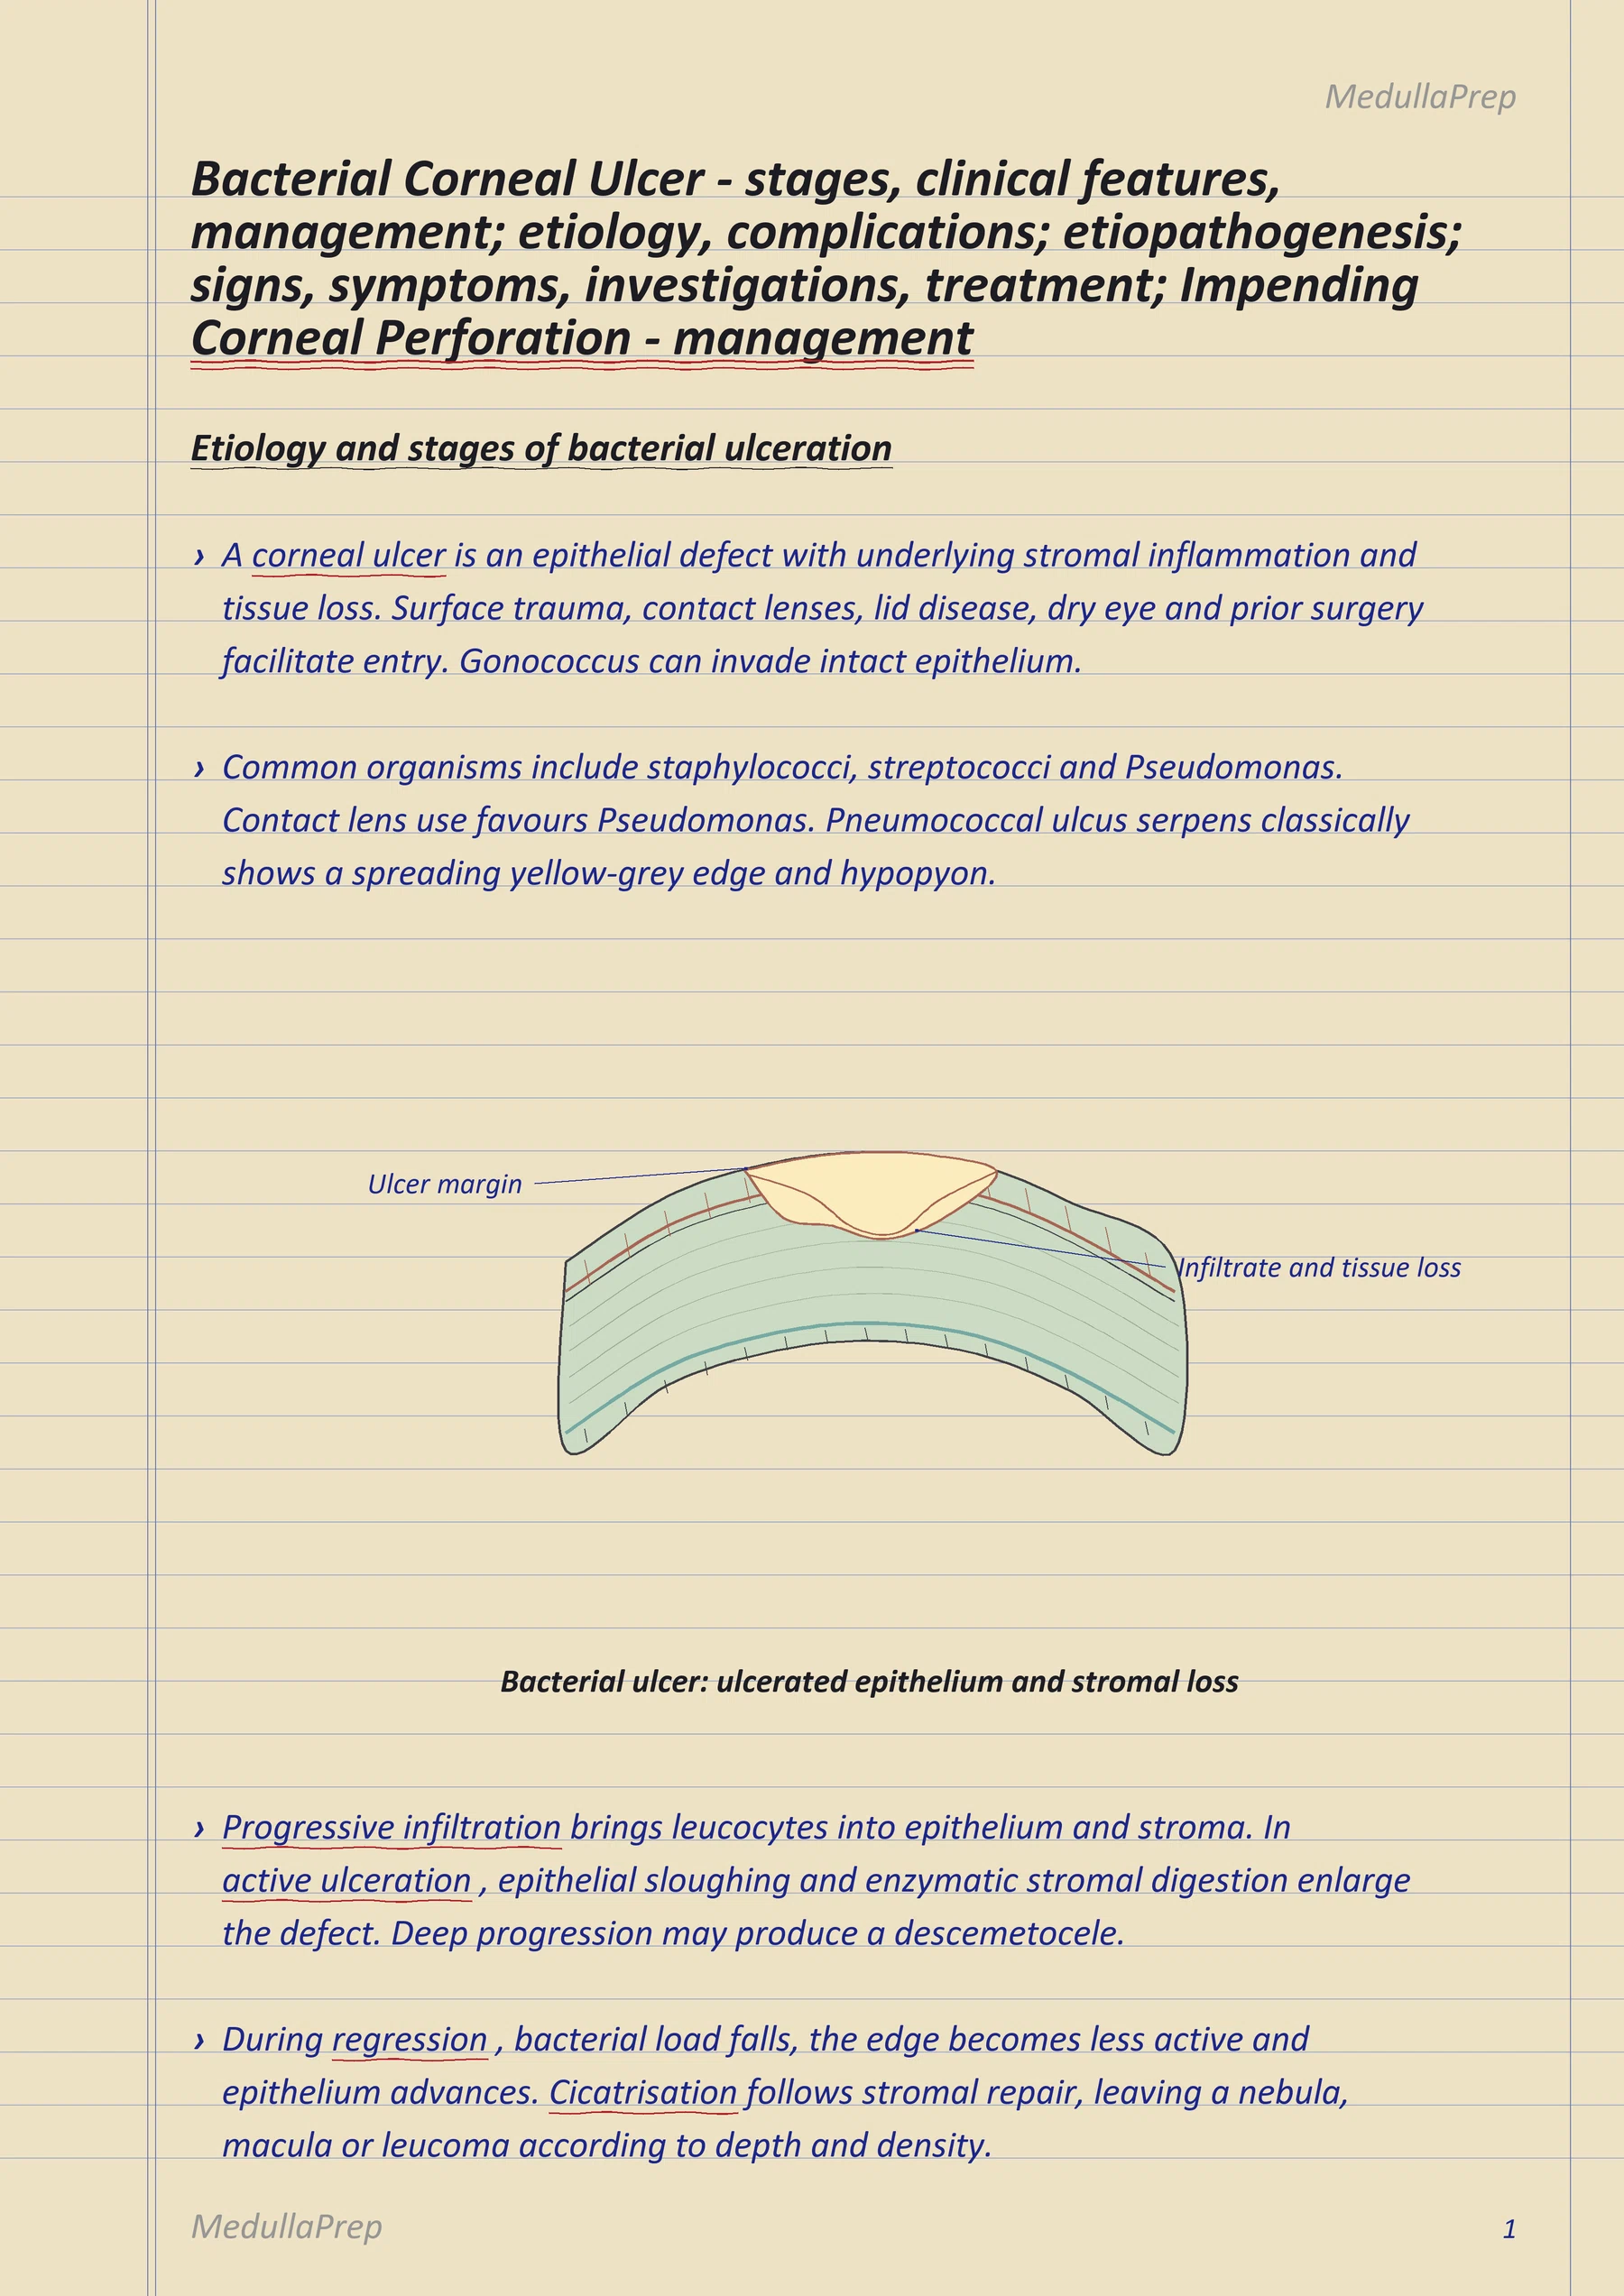 MedullaPrep
Bacterial Corneal Ulcer - stages, clinical features,
management; etiology, complications; etiopathogenesis;
signs, symptoms, investigations, treatment; Impending
Corneal Perforation - management
Etiology and stages of bacterial ulceration
› A corneal ulcer is an epithelial defect with underlying stromal inflammation and
tissue loss. Surface trauma, contact lenses, lid disease, dry eye and prior surgery
facilitate entry. Gonococcus can invade intact epithelium.
› Common organisms include staphylococci, streptococci and Pseudomonas.
Contact lens use favours Pseudomonas. Pneumococcal ulcus serpens classically
shows a spreading yellow-grey edge and hypopyon.
Ulcer margin
Infiltrate and tissue loss
Bacterial ulcer: ulcerated epithelium and stromal loss
› Progressive infiltration brings leucocytes into epithelium and stroma. In
active ulceration , epithelial sloughing and enzymatic stromal digestion enlarge
the defect. Deep progression may produce a descemetocele.
› During regression , bacterial load falls, the edge becomes less active and
epithelium advances. Cicatrisation follows stromal repair, leaving a nebula,
macula or leucoma according to depth and density.
MedullaPrep
1